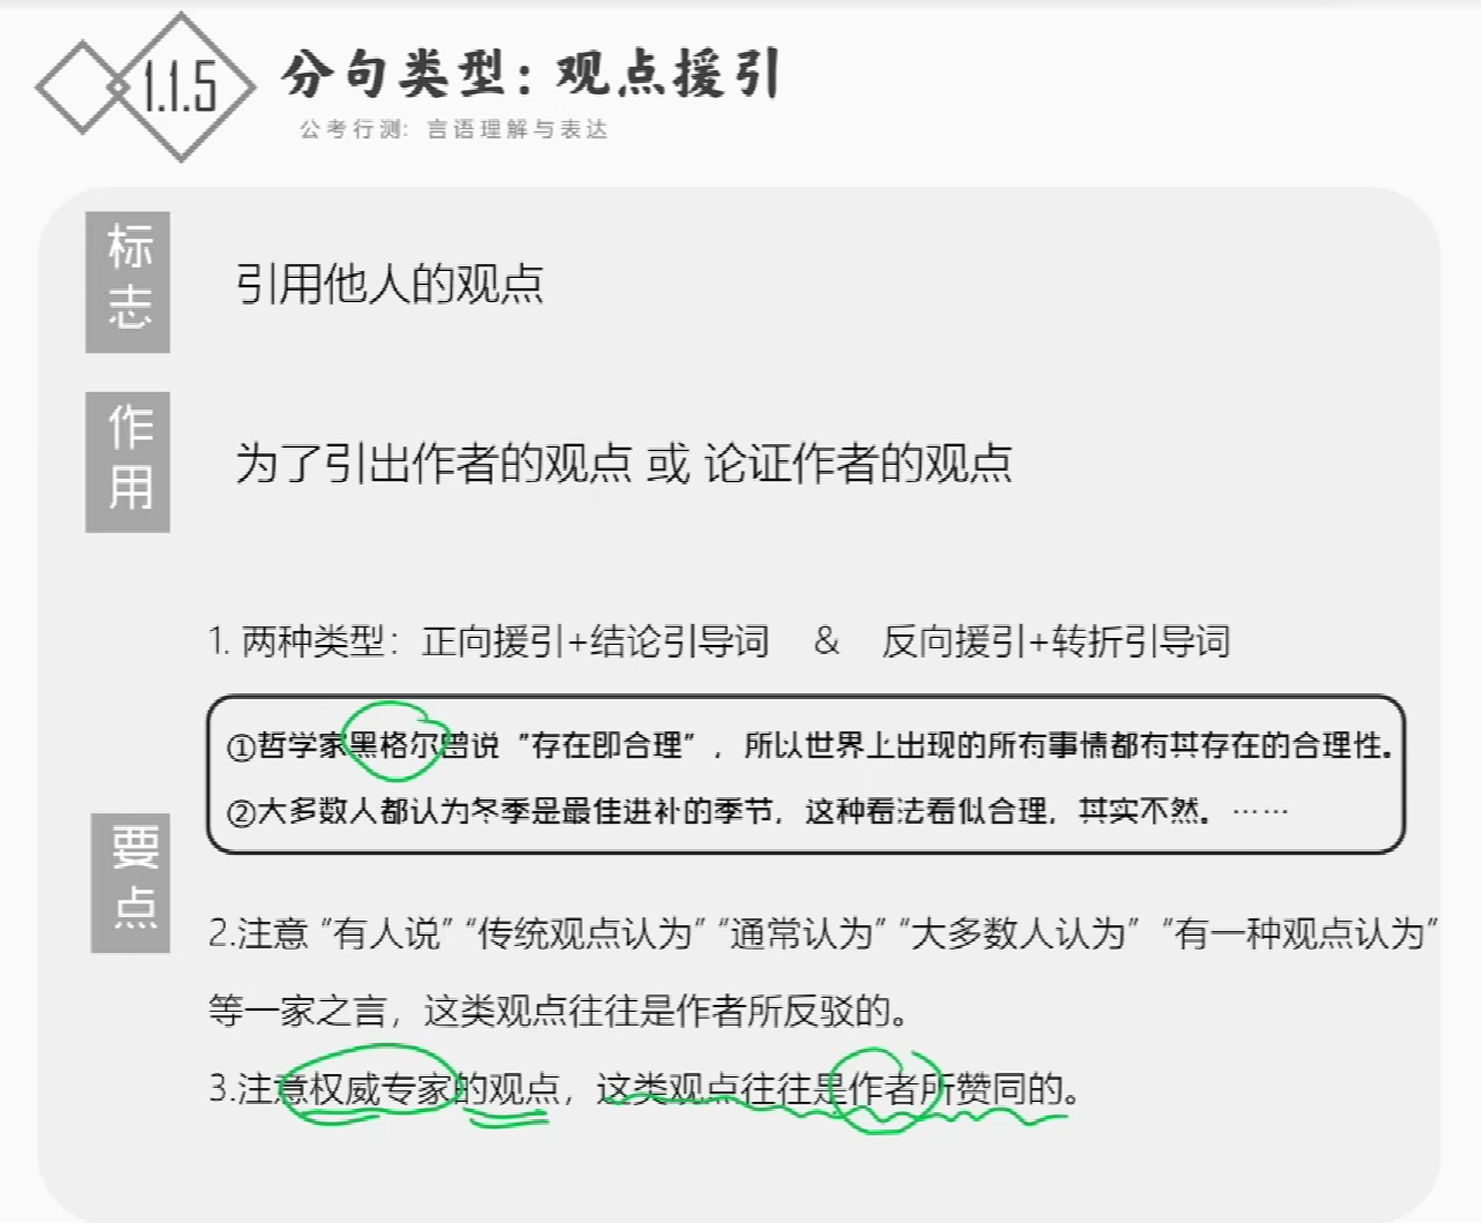 1.1.5
分句类型：观点援引
公考行测：言语理解与表达
标志
引用他人的观点
作用
为了引出作者的观点 或 论证作者的观点
要点
1. 两种类型：正向援引+结论引导词 & 反向援引+转折引导词
①哲学家黑格尔曾说“存在即合理”，所以世界上出现的所有事情都有其存在的合理性。
②大多数人都认为冬季是最佳进补的季节，这种看法看似合理，其实不然。……
2.注意“有人说”“传统观点认为”“通常认为”“大多数人认为”“有一种观点认为”
等一家之言，这类观点往往是作者所反驳的。
3.注意权威专家的观点，这类观点往往是作者所赞同的。